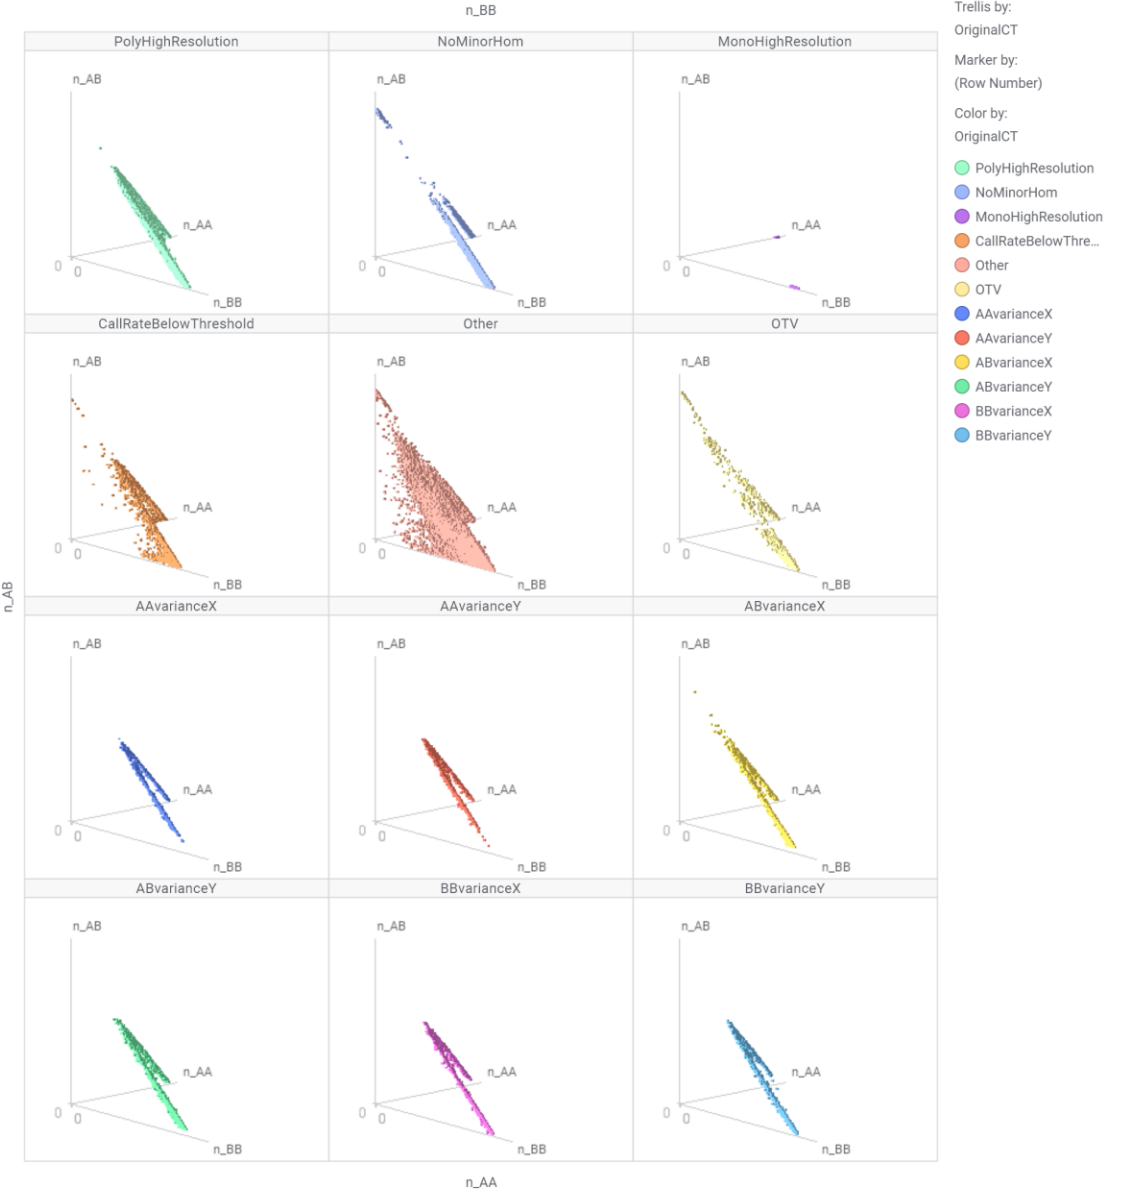 n_BB
Trellis by:
OriginalCT
Marker by:
(Row Number)
Color by:
OriginalCT
PolyHighResolution
NoMinorHom
MonoHighResolution
CallRateBelowThre...
Other
OTV
AAvarianceX
AAvarianceY
ABvarianceX
ABvarianceY
BBvarianceX
BBvarianceY
PolyHighResolution
n_AB
n_AA
0
0
n_BB
NoMinorHom
n_AB
n_AA
0
0
n_BB
MonoHighResolution
n_AB
n_AA
0
0
n_BB
CallRateBelowThreshold
n_AB
n_AA
0
0
n_BB
Other
n_AB
n_AA
0
0
n_BB
OTV
n_AB
n_AA
0
0
n_BB
n_AB
AAvarianceX
n_AB
n_AA
0
0
n_BB
AAvarianceY
n_AB
n_AA
0
0
n_BB
ABvarianceX
n_AB
n_AA
0
0
n_BB
ABvarianceY
n_AB
n_AA
0
0
n_BB
BBvarianceX
n_AB
n_AA
0
0
n_BB
BBvarianceY
n_AB
n_AA
0
0
n_BB
n_AA